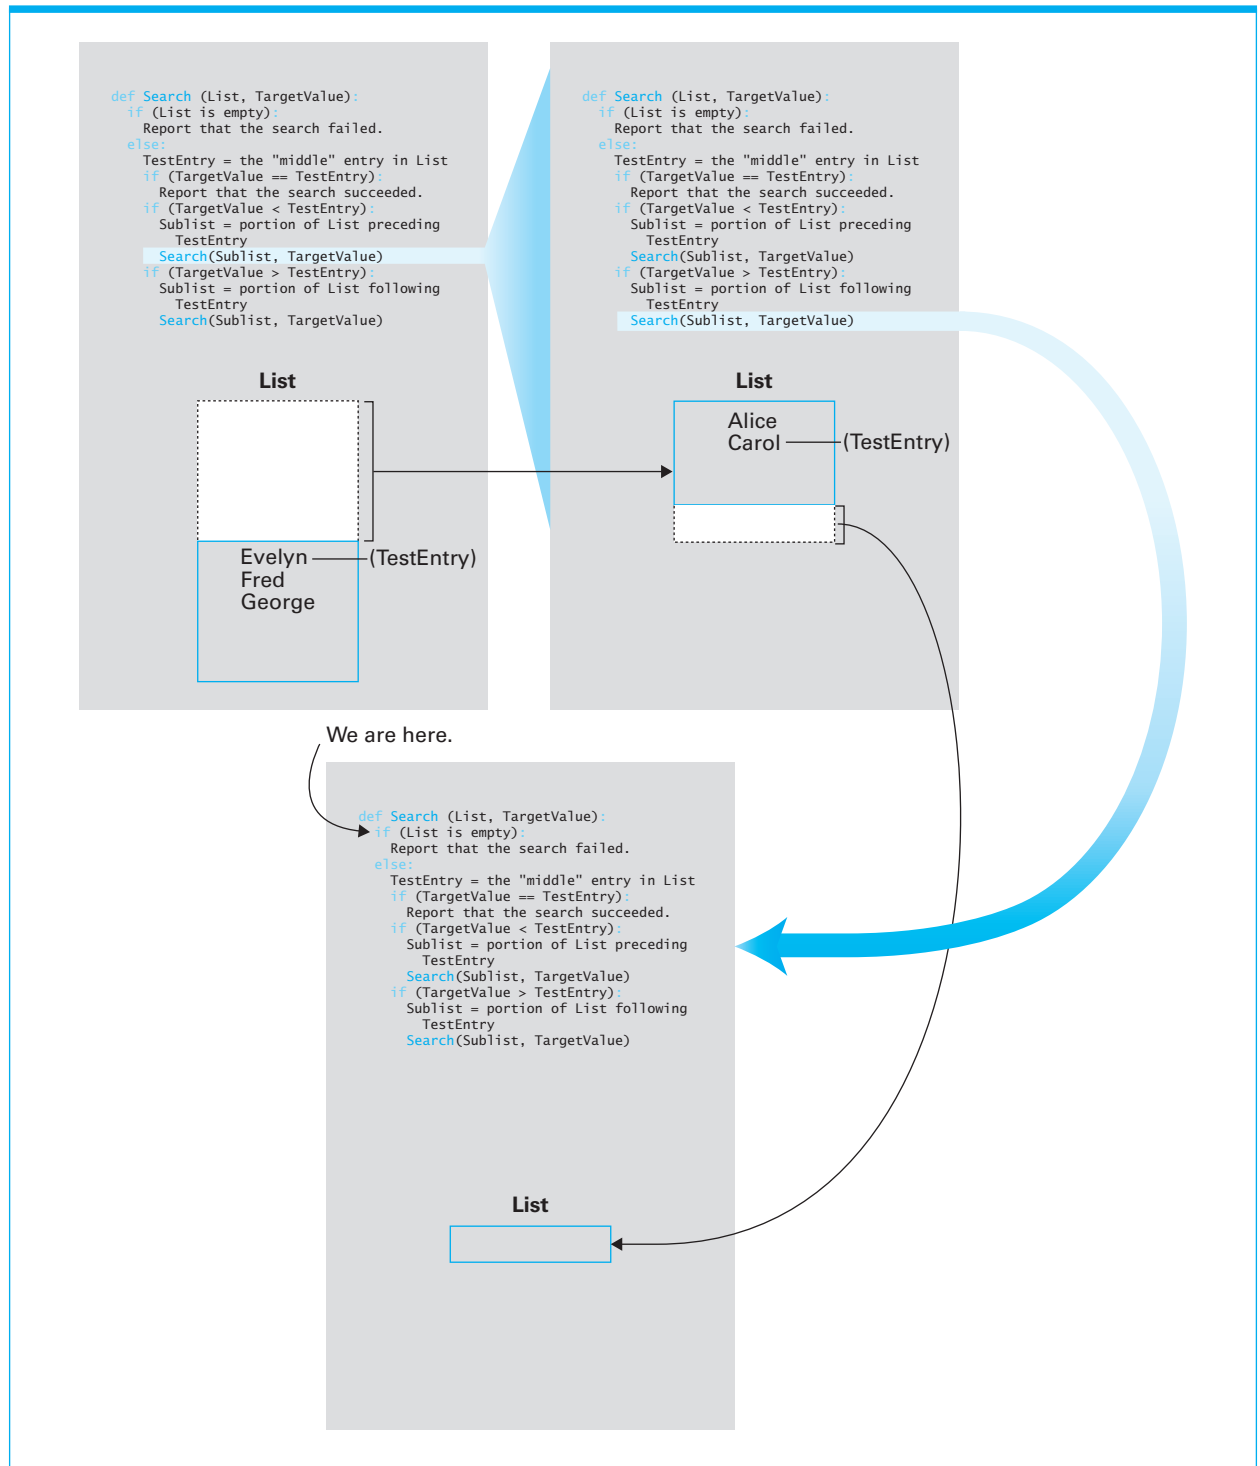 def Search (List, TargetValue):
if (List is empty):
Report that the search failed.
else:
TestEntry = the "middle" entry in List
if (TargetValue == TestEntry):
Report that the search succeeded.
if (TargetValue < TestEntry):
Sublist = portion of List preceding
TestEntry
Search(Sublist, TargetValue)
if (TargetValue > TestEntry):
Sublist = portion of List following
TestEntry
Search(Sublist, TargetValue)
List
Evelyn (TestEntry)
Fred
George
def Search (List, TargetValue):
if (List is empty):
Report that the search failed.
else:
TestEntry = the "middle" entry in List
if (TargetValue == TestEntry):
Report that the search succeeded.
if (TargetValue < TestEntry):
Sublist = portion of List preceding
TestEntry
Search(Sublist, TargetValue)
if (TargetValue > TestEntry):
Sublist = portion of List following
TestEntry
Search(Sublist, TargetValue)
List
Alice
Carol (TestEntry)
We are here.
def Search (List, TargetValue):
if (List is empty):
Report that the search failed.
else:
TestEntry = the "middle" entry in List
if (TargetValue == TestEntry):
Report that the search succeeded.
if (TargetValue < TestEntry):
Sublist = portion of List preceding
TestEntry
Search(Sublist, TargetValue)
if (TargetValue > TestEntry):
Sublist = portion of List following
TestEntry
Search(Sublist, TargetValue)
List